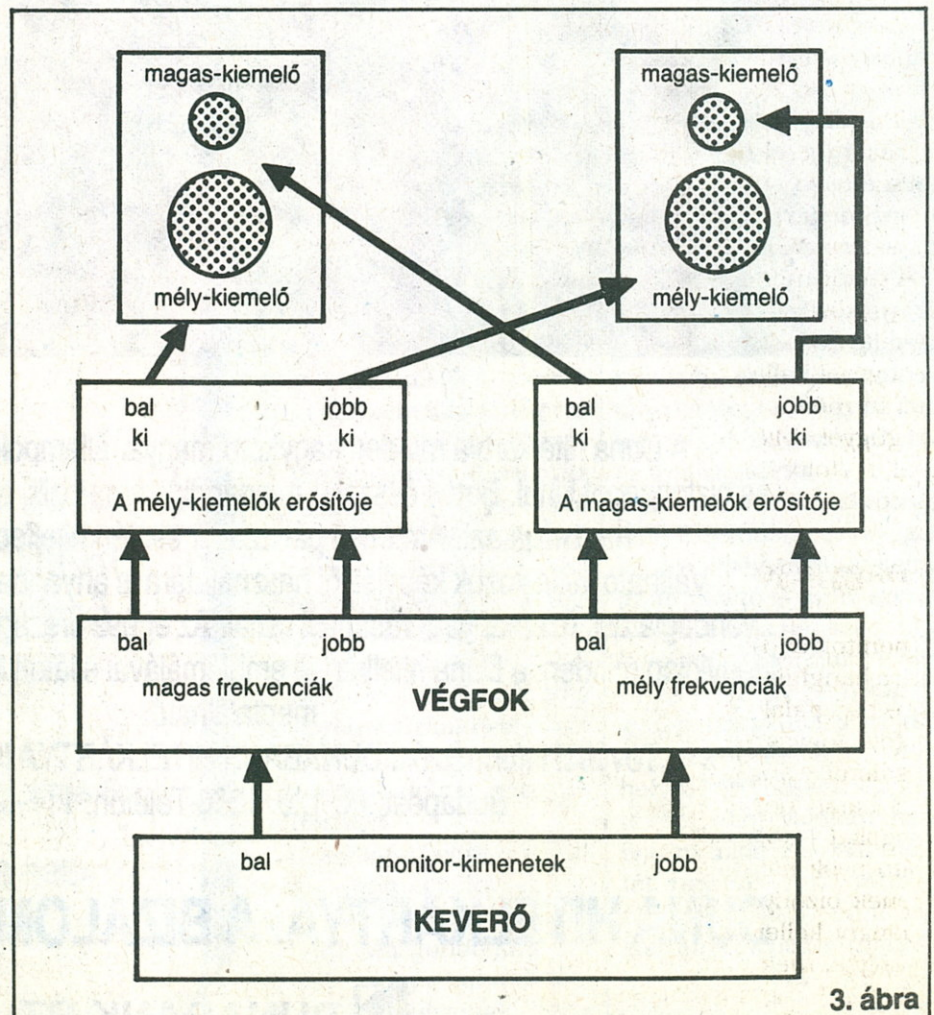 magas-kiemelő magas-kiemelő
mély-kiemelő mély-kiemelő
bal jobb bal jobb
ki ki ki ki
A mély-kiemelők erősítője A magas-kiemelők erősítője
bal jobb bal jobb
magas frekvenciák mély frekvenciák
VÉGFOK
bal monitor-kimenetek jobb
KEVERŐ
3. ábra